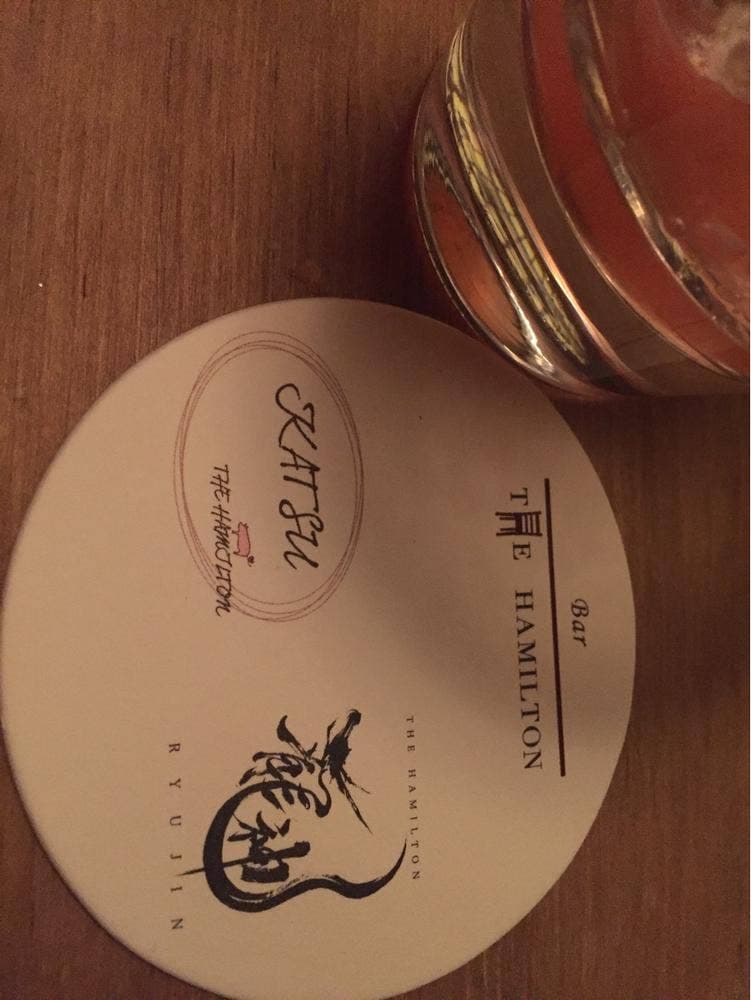 Bar
THE HAMILTON
KATSU
THE HAMILTON
THE HAMILTON
龍神
RYUJIN